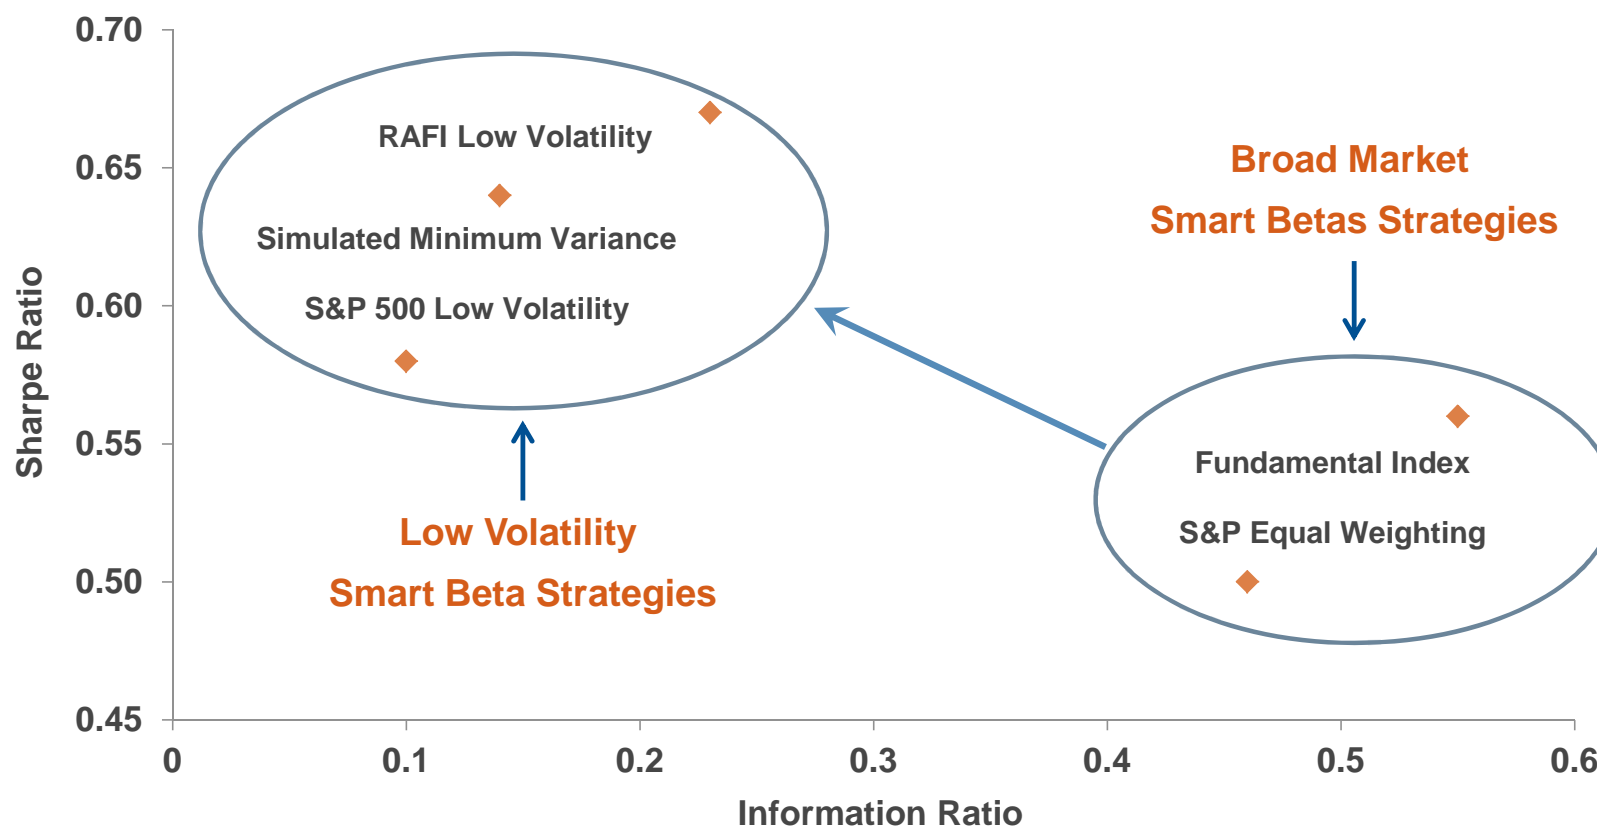 0.70
RAFI Low Volatility
Broad Market
0.65
Smart Betas Strategies
Simulated Minimum Variance
0.60
S&P 500 Low Volatility
Sharpe Ratio
0.55
Fundamental Index
Low Volatility
S&P Equal Weighting
0.50
Smart Beta Strategies
0.45
0 0.1 0.2 0.3 0.4 0.5 0.6
Information Ratio